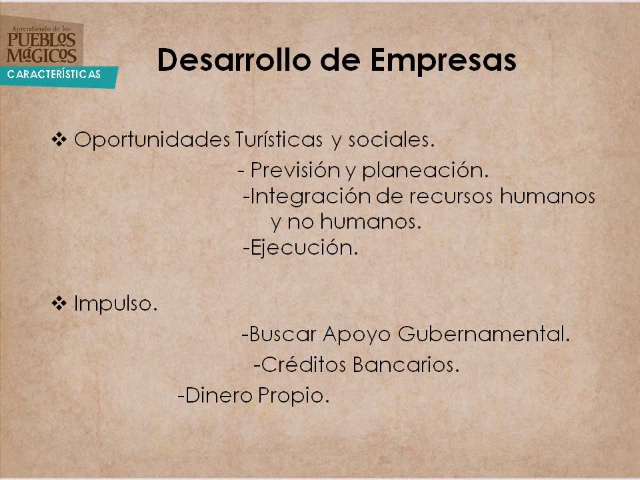 Aprendiendo de los
PUEBLOS
MáGICOS
CARACTERÍSTICAS
Desarrollo de Empresas
❖ Oportunidades Turísticas y sociales.
- Previsión y planeación.
-Integración de recursos humanos
y no humanos.
-Ejecución.
❖ Impulso.
-Buscar Apoyo Gubernamental.
-Créditos Bancarios.
-Dinero Propio.